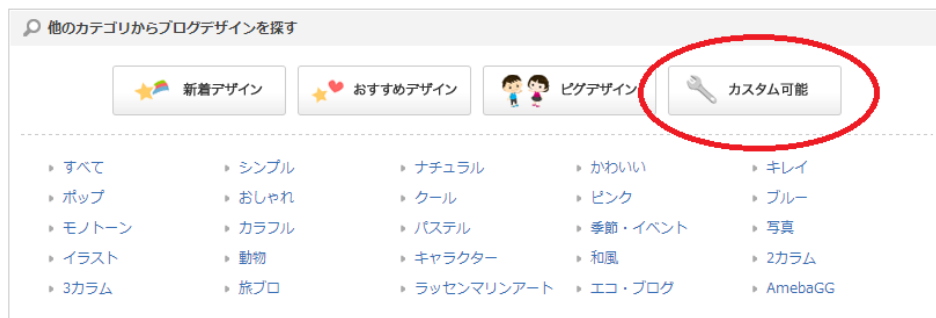 他のカテゴリからブログデザインを探す
新着デザイン おすすめデザイン ピグデザイン カスタム可能
すべて シンプル ナチュラル かわいい キレイ
ポップ おしゃれ クール ピンク ブルー
モノトーン カラフル パステル 季節・イベント 写真
イラスト 動物 キャラクター 和風 2カラム
3カラム 旅ブロ ラッセンマリンアート エコ・ブログ AmebaGG